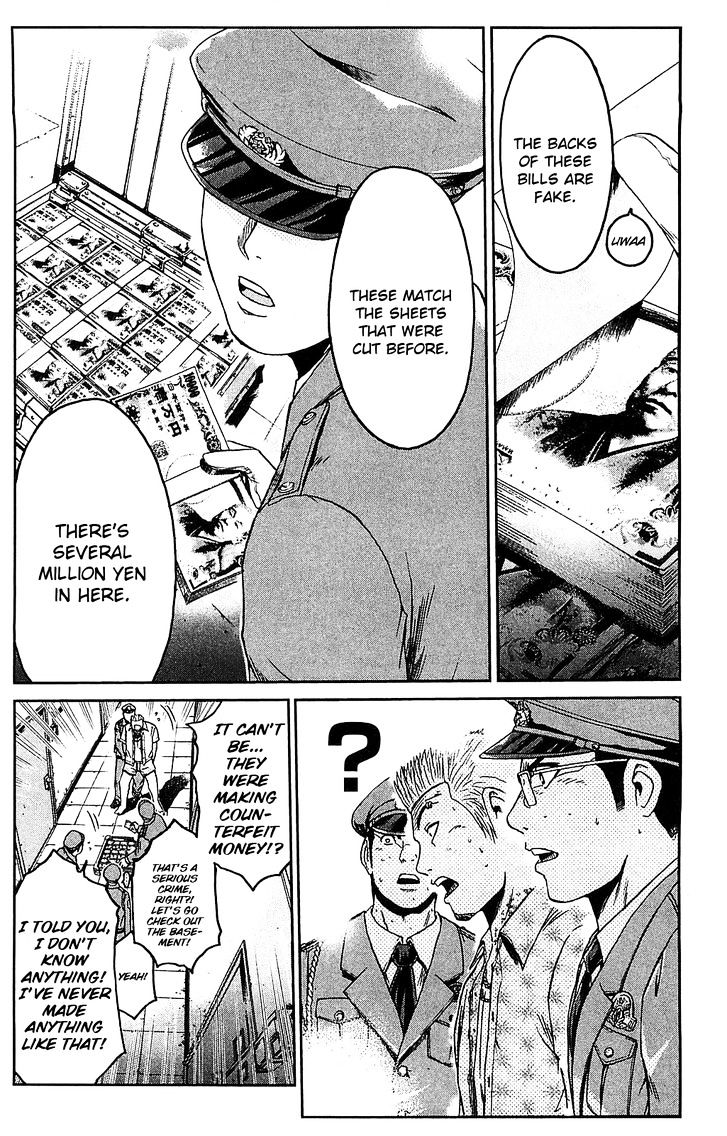 THE BACKS
OF THESE
BILLS ARE
FAKE.
UWAA
THESE MATCH
THE SHEETS
THAT WERE
CUT BEFORE.
THERE'S
SEVERAL
MILLION YEN
IN HERE.
?
IT CAN'T
BE...
THEY
WERE
MAKING
COUN-
TERFEIT
MONEY!?
THAT'S A
SERIOUS
CRIME,
RIGHT?!
LET'S GO
CHECK OUT
THE BASE-
MENT!
YEAH!
I TOLD YOU,
I DON'T
KNOW
ANYTHING!
I'VE NEVER
MADE
ANYTHING
LIKE THAT!